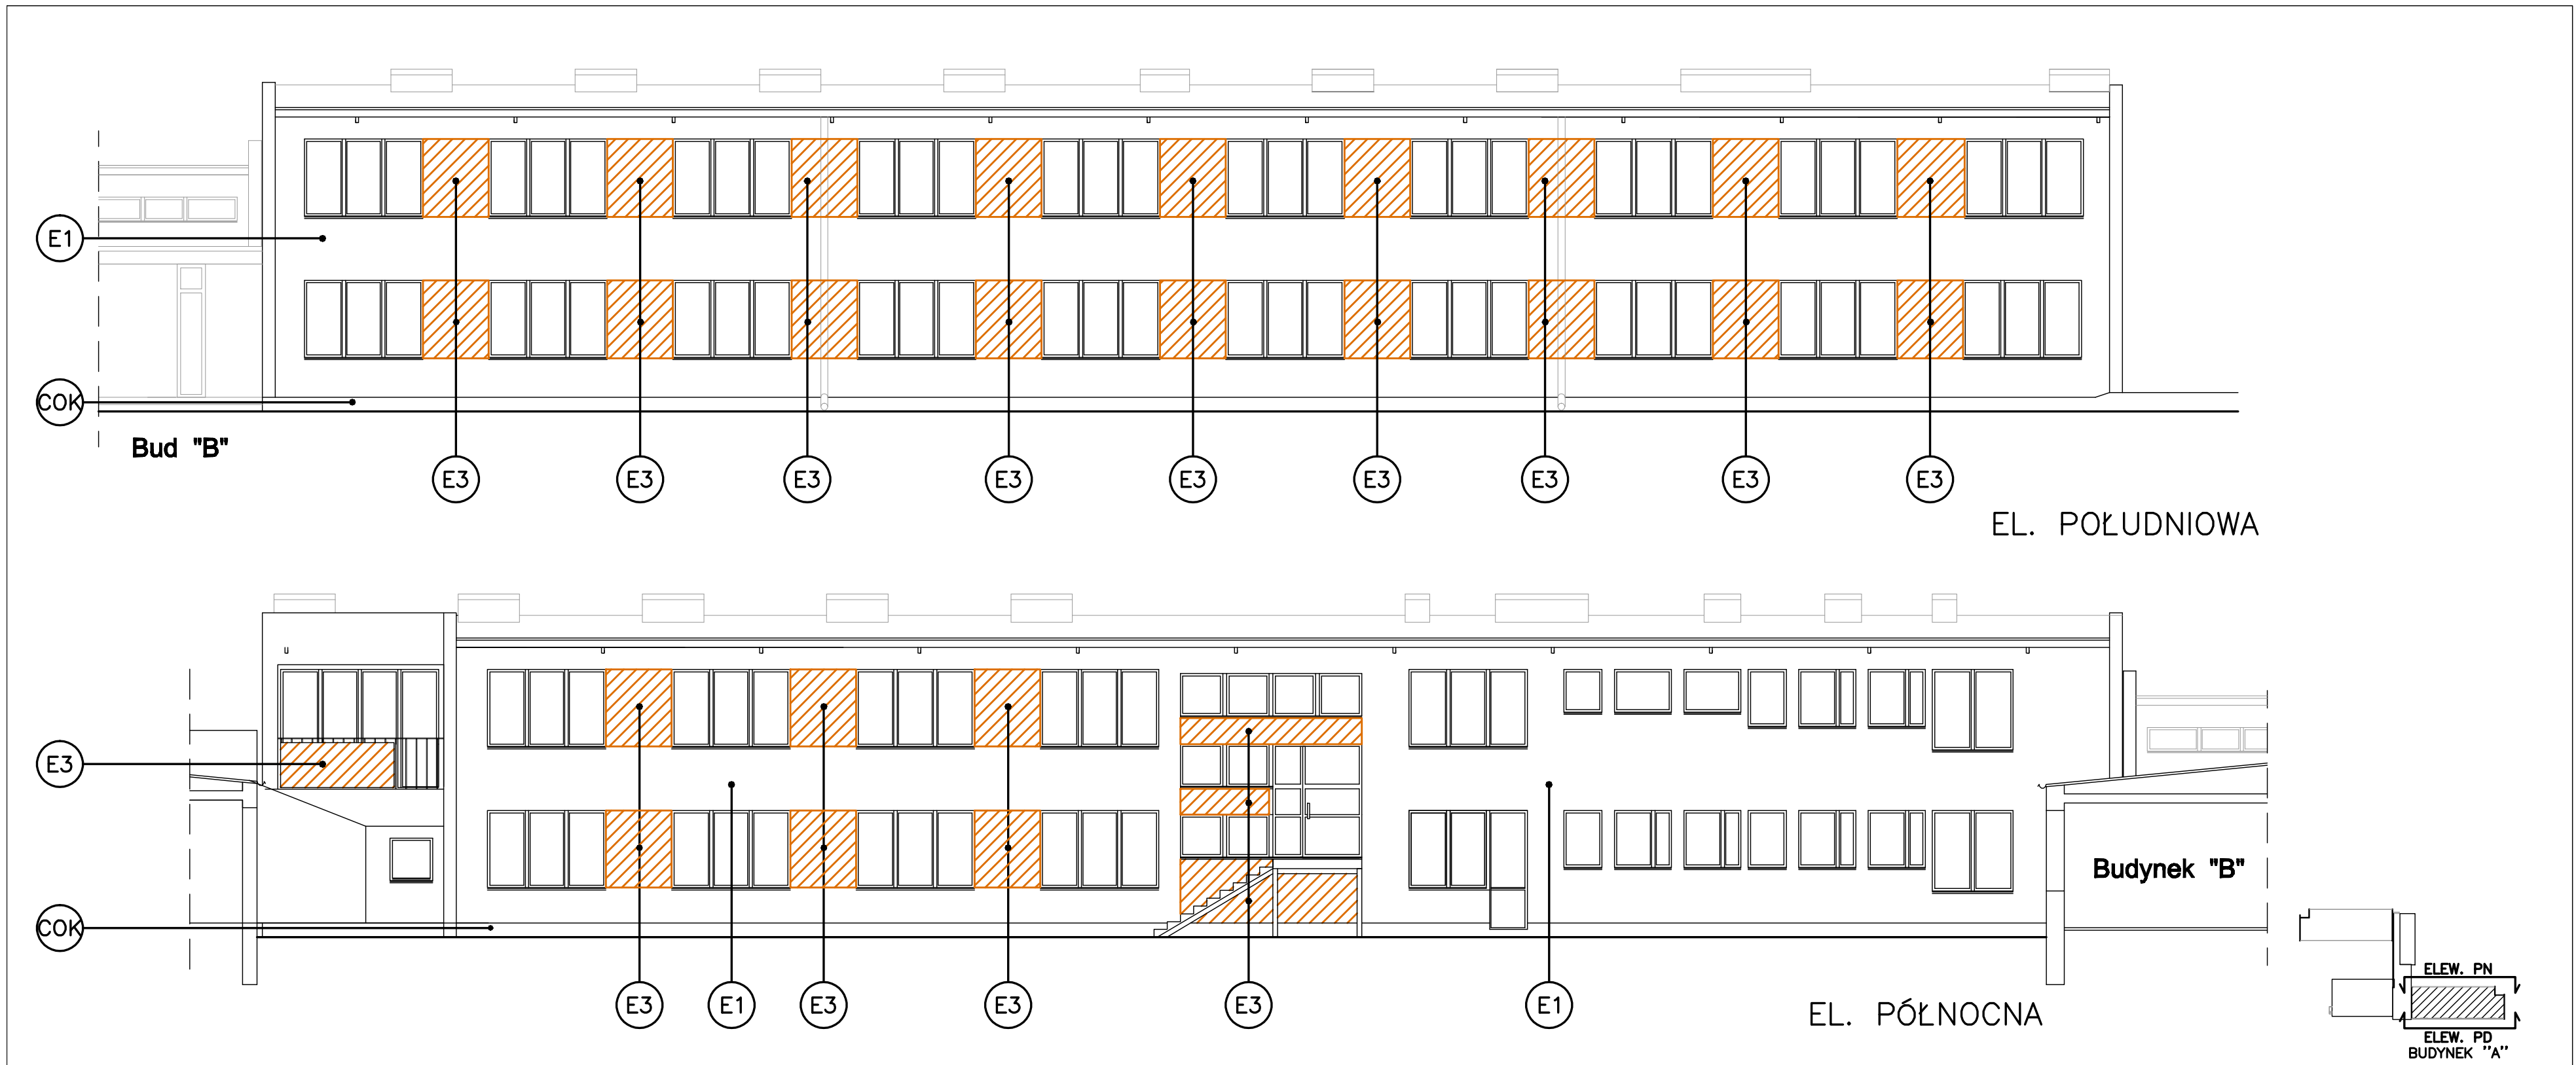 E1
COK
Bud "B"
E3 E3 E3 E3 E3 E3 E3 E3 E3
EL. POŁUDNIOWA
E3
COK
Budynek "B"
E3 E1 E3 E3 E3 E1
EL. PÓŁNOCNA
ELEW. PN
ELEW. PD
BUDYNEK ''A''